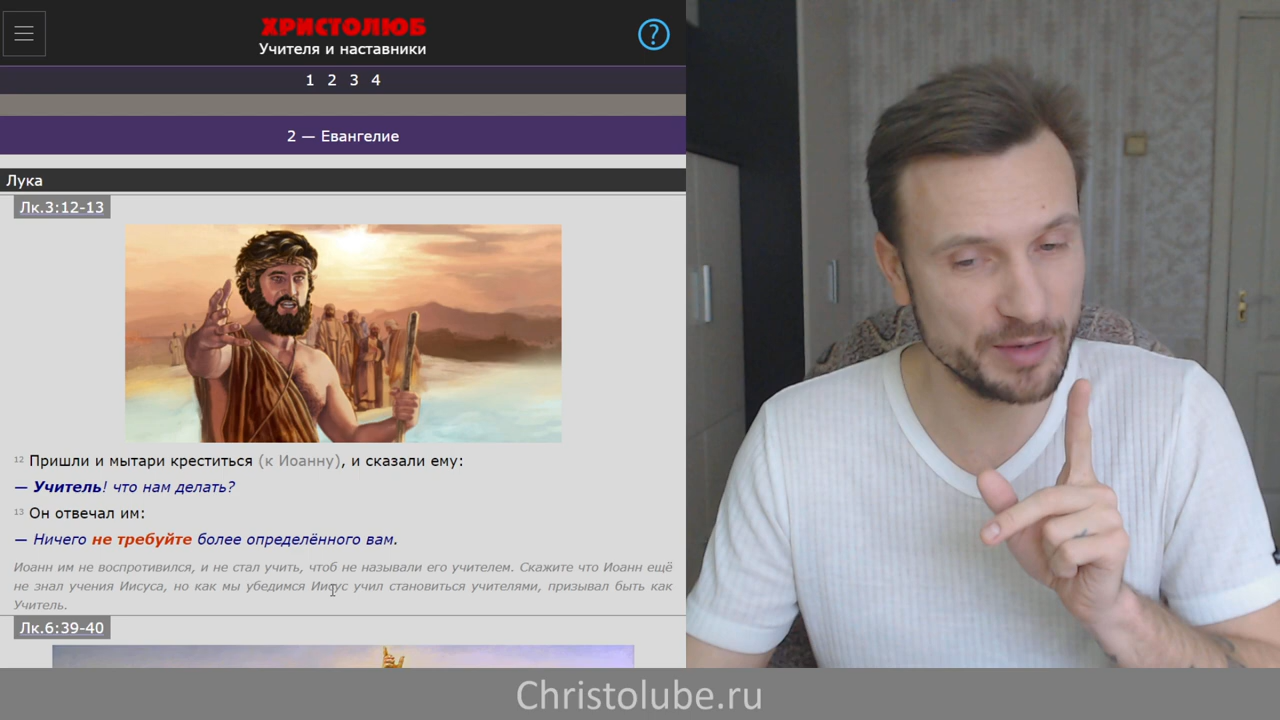 ХРИСТОЛЮБ
Учителя и наставники
?
1 2 3 4
2 — Евангелие
Лука
Лк.3:12-13
12 Пришли и мытари креститься (к Иоанну), и сказали ему:
— Учитель! что нам делать?
13 Он отвечал им:
— Ничего не требуйте более определённого вам.
Иоанн им не воспротивился, и не стал учить, чтоб не называли его учителем. Скажите что Иоанн ещё
не знал учения Иисуса, но как мы убедимся Иисус учил становиться учителями, призывал быть как
Учитель.
Лк.6:39-40
Christolube.ru